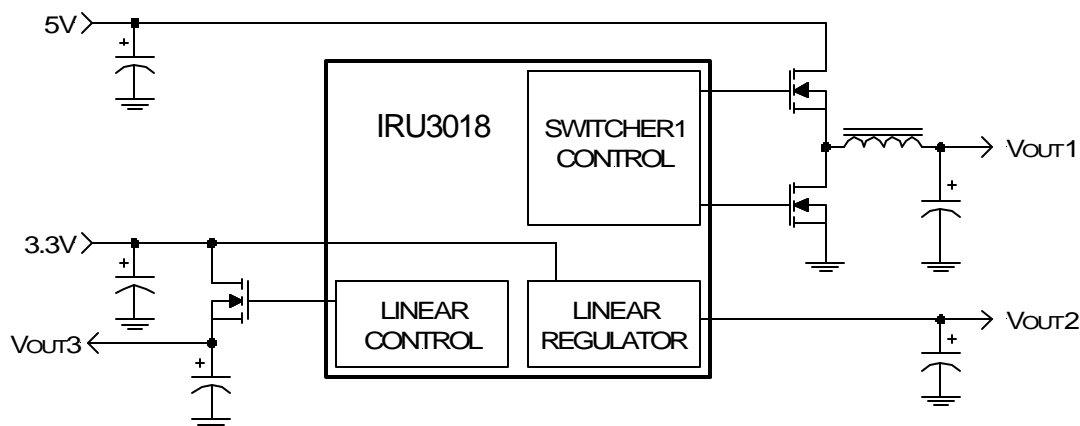 5V
IRU3018
SWITCHER1
CONTROL
VOUT1
3.3V
LINEAR
CONTROL
LINEAR
REGULATOR
VOUT2
VOUT3
+
+
+
+
+